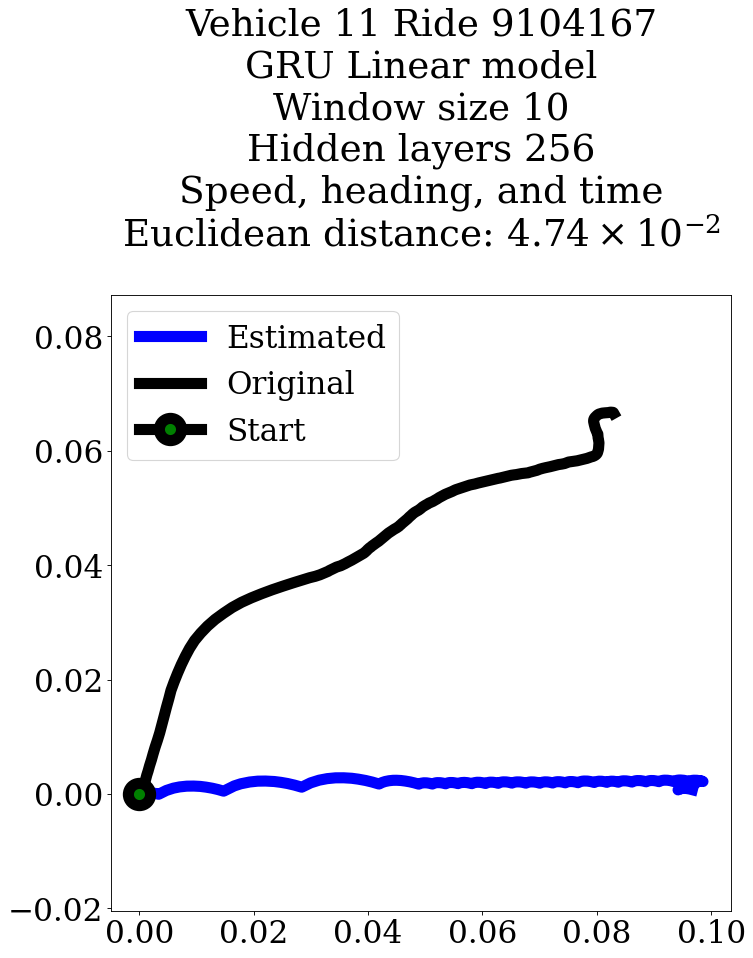 Vehicle 11 Ride 9104167
GRU Linear model
Window size 10
Hidden layers 256
Speed, heading, and time
Euclidean distance: 4.74 × 10⁻²
Estimated
Original
Start
0.08
0.06
0.04
0.02
0.00
−0.02
0.00 0.02 0.04 0.06 0.08 0.10